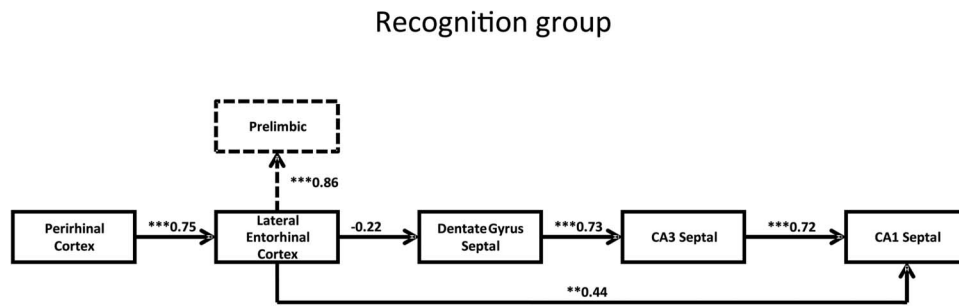 Recognition group
Prelimbic
***0.86
Perirhinal
Cortex
***0.75
Lateral
Entorhinal
Cortex
-0.22
Dentate Gyrus
Septal
***0.73
CA3 Septal
***0.72
CA1 Septal
**0.44